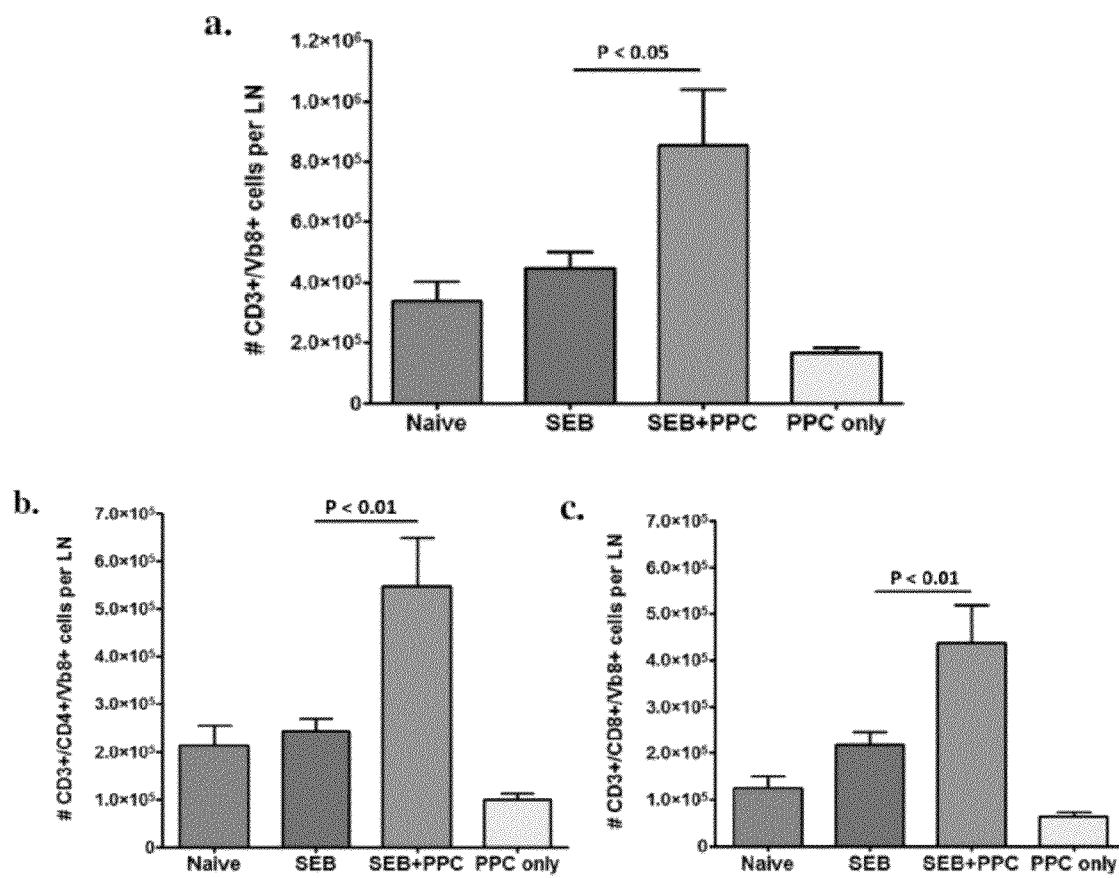 a.
# CD3+/Vb8+ cells per LN
1.2×10⁶
1.0×10⁶
8.0×10⁵
6.0×10⁵
4.0×10⁵
2.0×10⁵
0
P < 0.05
Naive SEB SEB+PPC PPC only
b.
# CD3+/CD4+/Vb8+ cells per LN
7.0×10⁵
6.0×10⁵
5.0×10⁵
4.0×10⁵
3.0×10⁵
2.0×10⁵
1.0×10⁵
0
P < 0.01
Naive SEB SEB+PPC PPC only
c.
# CD3+/CD8+/Vb8+ cells per LN
7.0×10⁵
6.0×10⁵
5.0×10⁵
4.0×10⁵
3.0×10⁵
2.0×10⁵
1.0×10⁵
0
P < 0.01
Naive SEB SEB+PPC PPC only